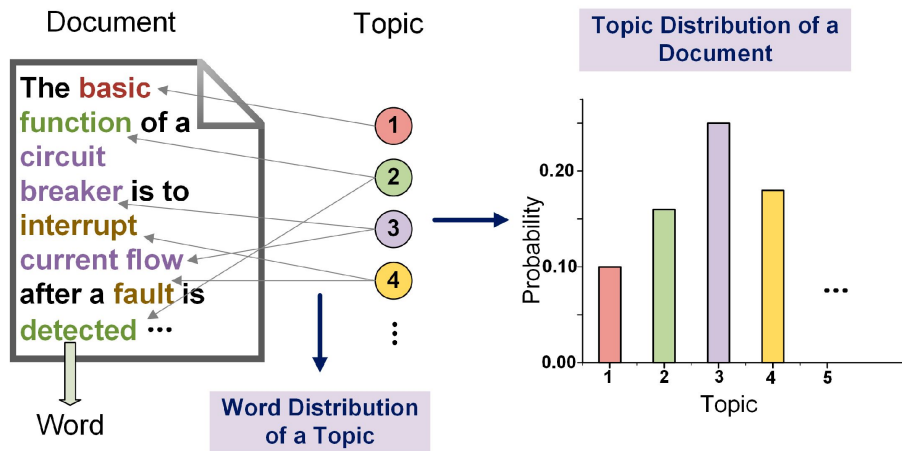 Document
The basic
function of a
circuit
breaker is to
interrupt
current flow
after a fault is
detected ...
Word
Topic
1
2
3
4
Word Distribution
of a Topic
Topic Distribution of a
Document
Probability
0.20
0.10
0.00
1 2 3 4 5
...
Topic